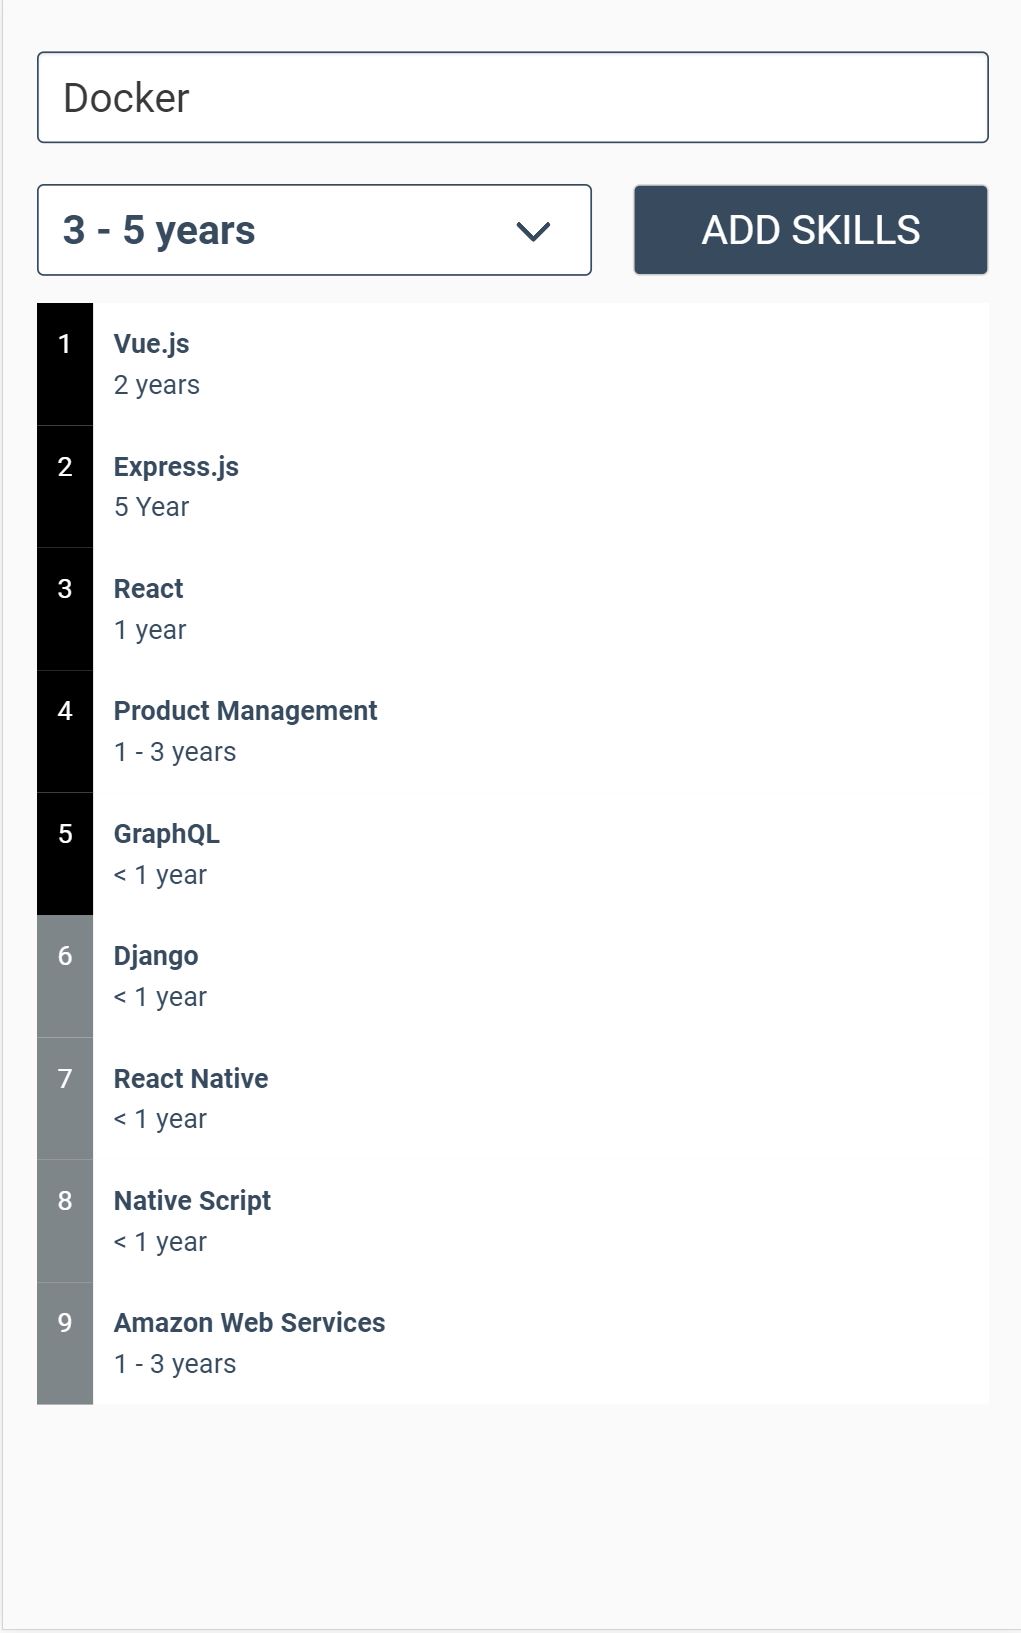 Docker
3 - 5 years
ADD SKILLS
1
Vue.js
2 years
2
Express.js
5 Year
3
React
1 year
4
Product Management
1 - 3 years
5
GraphQL
< 1 year
6
Django
< 1 year
7
React Native
< 1 year
8
Native Script
< 1 year
9
Amazon Web Services
1 - 3 years